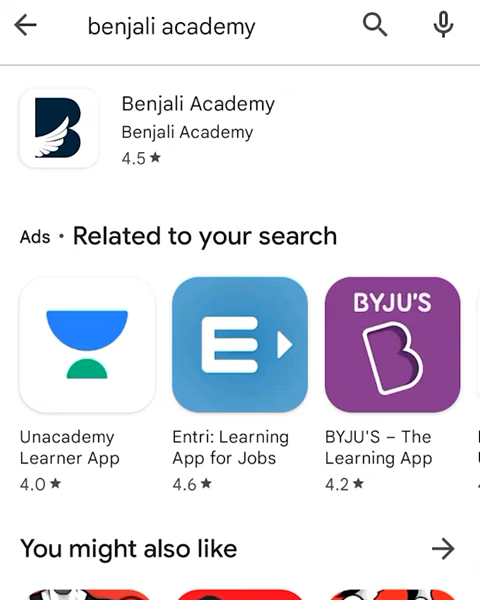 benjali academy
Benjali Academy
Benjali Academy
4.5 ★
Ads • Related to your search
BYJU'S
Unacademy
Learner App
4.0 ★
Entri: Learning
App for Jobs
4.6 ★
BYJU'S – The
Learning App
4.2 ★
You might also like